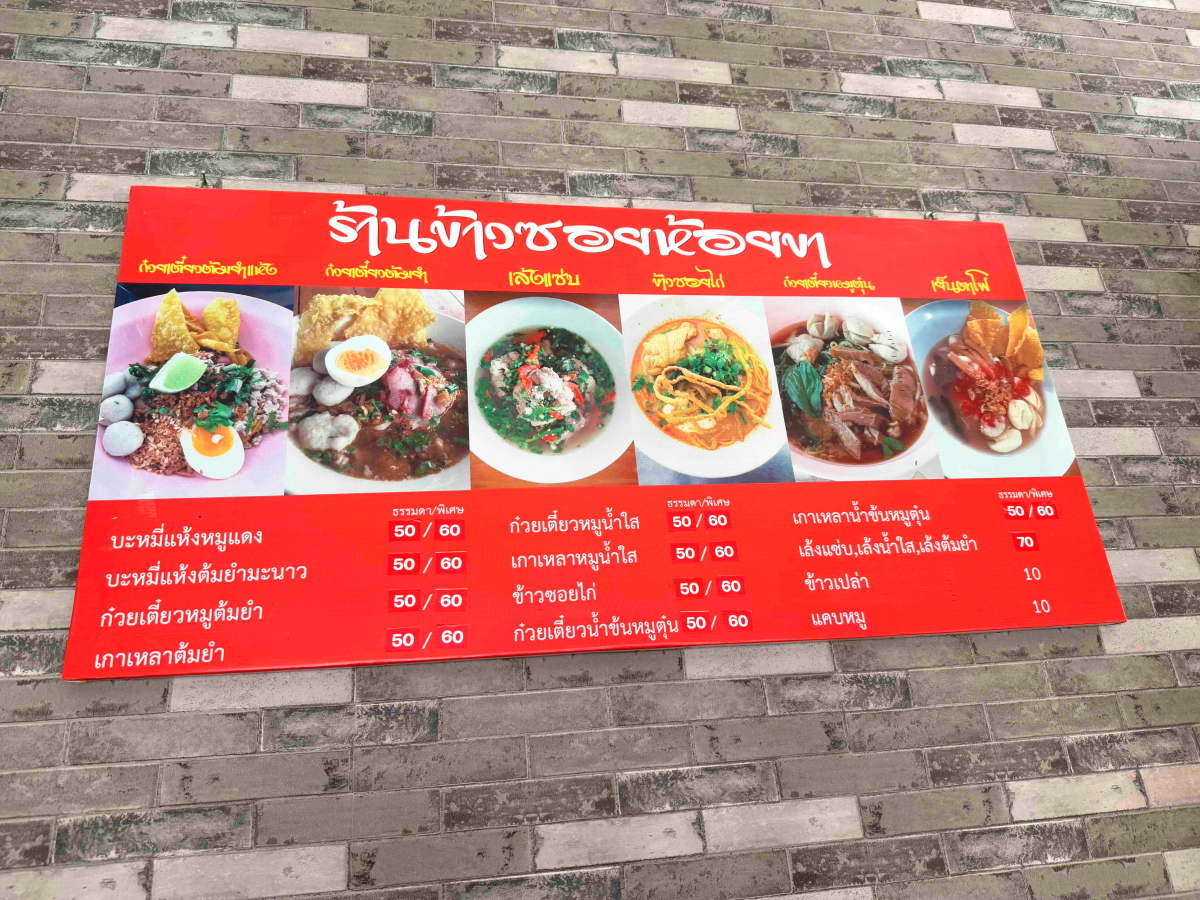 ร้านข้าวซอยห้อยขา
ก๋วยเตี๋ยวต้มยำแห้ง
ก๋วยเตี๋ยวต้มยำ
เล้งแซ่บ
ข้าวซอยไก่
ก๋วยเตี๋ยวหมูตุ๋น
เย็นตาโฟ
ธรรมดา/พิเศษ
บะหมี่แห้งหมูแดง 50 / 60
บะหมี่แห้งต้มยำมะนาว 50 / 60
ก๋วยเตี๋ยวหมูต้มยำ 50 / 60
เกาเหลาต้มยำ 50 / 60
ธรรมดา/พิเศษ
ก๋วยเตี๋ยวหมูน้ำใส 50 / 60
เกาเหลาหมูน้ำใส 50 / 60
ข้าวซอยไก่ 50 / 60
ก๋วยเตี๋ยวน้ำข้นหมูตุ๋น 50 / 60
ธรรมดา/พิเศษ
เกาเหลาน้ำข้นหมูตุ๋น 50 / 60
เล้งแซ่บ,เล้งน้ำใส,เล้งต้มยำ 70
ข้าวเปล่า 10
แคบหมู 10